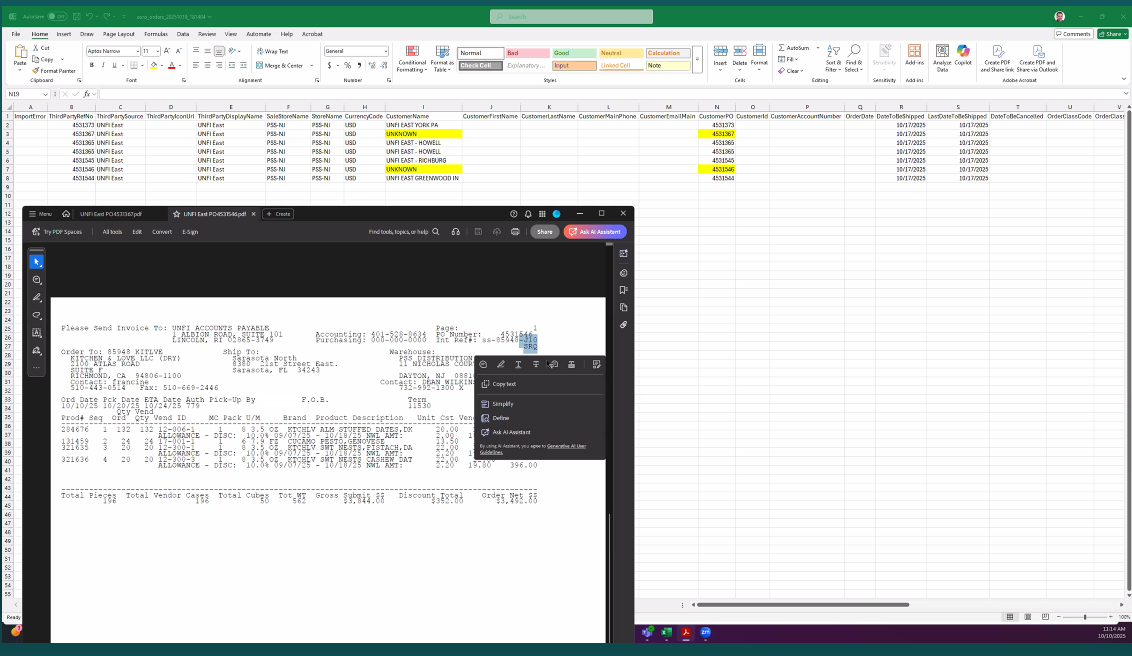 AutoSave Off
Search
File Home Insert Draw Page Layout Formulas Data Review View Automate Help Acrobat Comments Share
Paste Cut Copy Format Painter Clipboard
Aptos Narrow 11 Font
Wrap Text Merge & Center Alignment
General Number
Conditional Formatting Format as Table
Normal Bad Good Neutral Calculation
Check Cell Explanatory... Input Linked Cell Note
Styles
Insert Delete Format Cells
AutoSum Fill Clear Sort & Filter Find & Select Editing
Sensitivity Sensitivity
Add-ins Add-ins
Analyze Data Copilot
Create PDF and Share link Create PDF and Share via Outlook Adobe Acrobat
N19 fx
A B C D E F G H I J K L M N O P Q R S T U V
1 ImportError ThirdPartyRefNo ThirdPartySource ThirdPartyIconUrl ThirdPartyDisplayName SaleStoreName StoreName CurrencyCode CustomerName CustomerFirstName CustomerLastName CustomerMainPhone CustomerEmailMain CustomerPO CustomerId CustomerAccountNumber OrderDate DateToBeShipped LastDateToBeShipped DateToBeCancelled OrderClassCode OrderClass
2 4531373 UNFI East UNFI East PSS-NJ PSS-NJ USD UNFI EAST YORK PA 4531373 10/17/2025 10/17/2025
3 4531367 UNFI East UNFI East PSS-NJ PSS-NJ USD UNKNOWN 4531367 10/17/2025 10/17/2025
4 4531365 UNFI East UNFI East PSS-NJ PSS-NJ USD UNFI EAST - HOWELL 4531365 10/17/2025 10/17/2025
5 4531365 UNFI East UNFI East PSS-NJ PSS-NJ USD UNFI EAST - HOWELL 4531365 10/17/2025 10/17/2025
6 4531545 UNFI East UNFI East PSS-NJ PSS-NJ USD UNFI EAST - RICHBURG 4531545 10/17/2025 10/17/2025
7 4531546 UNFI East UNFI East PSS-NJ PSS-NJ USD UNKNOWN 4531546 10/17/2025 10/17/2025
8 4531544 UNFI East UNFI East PSS-NJ PSS-NJ USD UNFI EAST GREENWOOD IN 4531544 10/17/2025 10/17/2025
Menu UNFI East PO4531367.pdf UNFI East PO4531546.pdf Create
Try PDF Spaces All tools Edit Convert E-Sign Find tools, topics, or help Share Ask AI Assistant
Please Send Invoice To: UNFI ACCOUNTS PAYABLE Page: 1
1 ALBION ROAD, SUITE 101 Accounting: 401-528-8634 PO Number: 4531546
LINCOLN, RI 02865-3749 Purchasing: 000-000-0000 Int Ref#: ss-85948-J10
SRQ
Order To: 85948 KITLVE Ship To: Warehouse:
KITCHEN & LOVE LLC (DRY) Sarasota North PSS DISTRIBUTION
2100 ATLAS ROAD 8380 21st Street East. 11 NICHOLAS COUR
SUITE F Sarasota, FL 34243
RICHMOND, CA 94806-1100 DAYTON, NJ 0881
Contact: francine Contact: DEAN WILKIN
510-443-0514 Fax: 510-669-2446 732-992-1300 X
Ord Date Pck Date ETA Date Auth Pick-Up By F.O.B. Term
10/10/25 10/20/25 10/24/25 779 11530
Qty Vend
Prod# Seq Ord Qty Vend ID MC Pack U/M Brand Product Description Unit Cst Ven
284676 1 132 132 12-006-1 1 8 3.5 OZ KTCHLV ALM STUFFED DATES,DK 20.00
ALLOWANCE - DISC: 10.0% 09/07/25 - 10/18/25 NWL AMT: 2.00
131459 2 24 24 17-001-1 1 6 7.9 FZ CUCAMO PESTO,GENOVESE 13.50
321635 3 20 20 12-300-1 1 8 3.5 OZ KTCHLV SWT NESTS,PISTACH,DA 22.00
ALLOWANCE - DISC: 10.0% 09/07/25 - 10/18/25 NWL AMT: 2.20
321636 4 20 20 12-300-3 1 8 3.5 OZ KTCHLV SWT NESTS CASHEW DAT 22.00
ALLOWANCE - DISC: 10.0% 09/07/25 - 10/18/25 NWL AMT: 2.20 19.80 396.00
Total Pieces Total Vendor Cases Total Cubes Tot WT Gross Submit $$ Discount Total Order Net $$
196 196 50 562 $3,844.00 $352.00 $3,492.00
Copy text
Simplify
Define
Ask AI Assistant
By using AI assistant, you agree to Generative AI User Guidelines.
Ready
100%
11:14 AM
10/10/2025